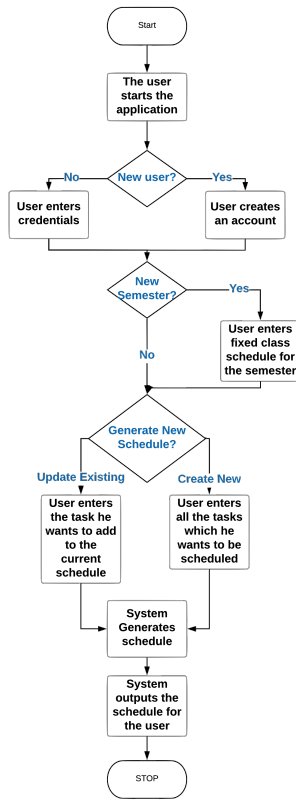 Start
The user
starts the
application
New user?
No
Yes
User enters
credentials
User creates
an account
New
Semester?
Yes
User enters
fixed class
schedule for
the semester
No
Generate New
Schedule?
Update Existing
Create New
User enters
the task he
wants to add
to the
current
schedule
User enters
all the tasks
which he
wants to be
scheduled
System
Generates
schedule
System
outputs the
schedule for
the user
STOP